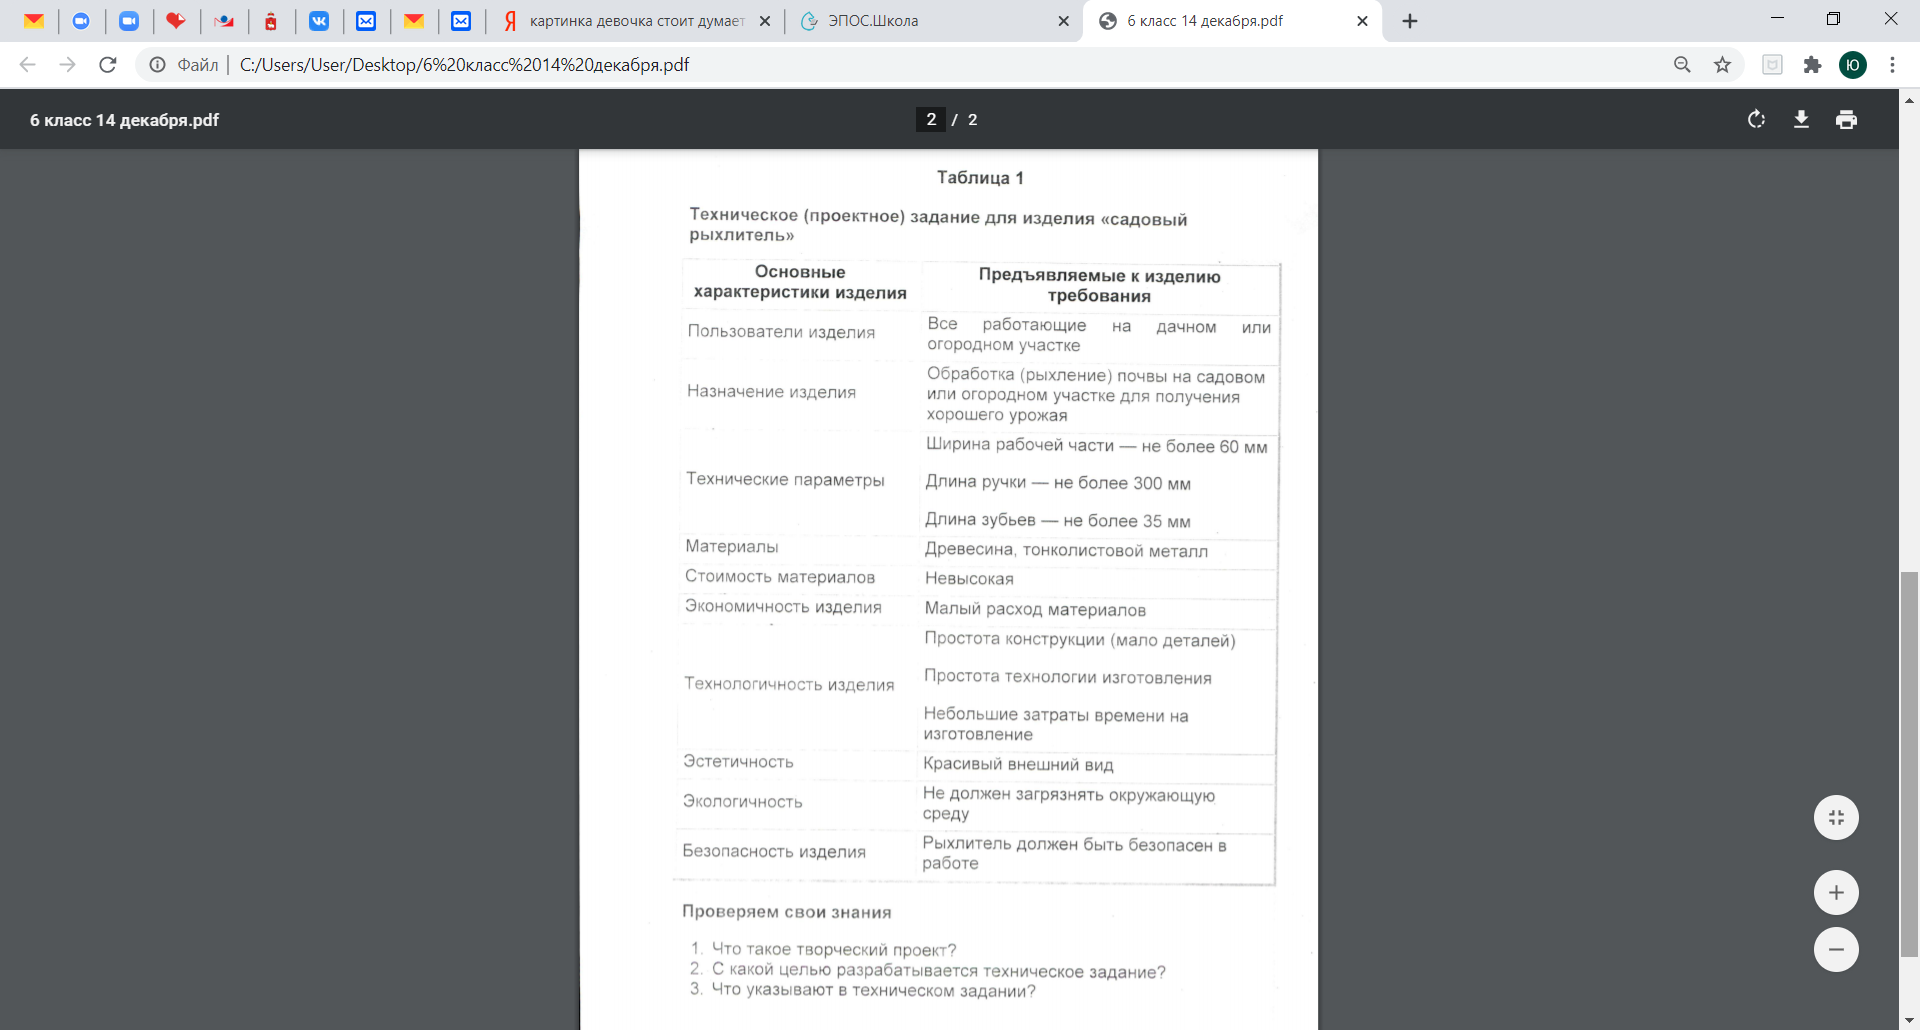 картинка девочка стоит думает
ЭПОС.Школа
6 класс 14 декабря.pdf
Файл
C:/Users/User/Desktop/6%20класс%2014%20декабря.pdf
Ю
6 класс 14 декабря.pdf
2 / 2
Таблица 1
Техническое (проектное) задание для изделия «садовый
рыхлитель»
Основные
характеристики изделия
Предъявляемые к изделию
требования
Пользователи изделия
Все работающие на дачном или
огородном участке
Назначение изделия
Обработка (рыхление) почвы на садовом
или огородном участке для получения
хорошего урожая
Технические параметры
Ширина рабочей части — не более 60 мм
Длина ручки — не более 300 мм
Длина зубьев — не более 35 мм
Материалы
Древесина, тонколистовой металл
Стоимость материалов
Невысокая
Экономичность изделия
Малый расход материалов
Технологичность изделия
Простота конструкции (мало деталей)
Простота технологии изготовления
Небольшие затраты времени на
изготовление
Эстетичность
Красивый внешний вид
Экологичность
Не должен загрязнять окружающую
среду
Безопасность изделия
Рыхлитель должен быть безопасен в
работе
Проверяем свои знания
1. Что такое творческий проект?
2. С какой целью разрабатывается техническое задание?
3. Что указывают в техническом задании?